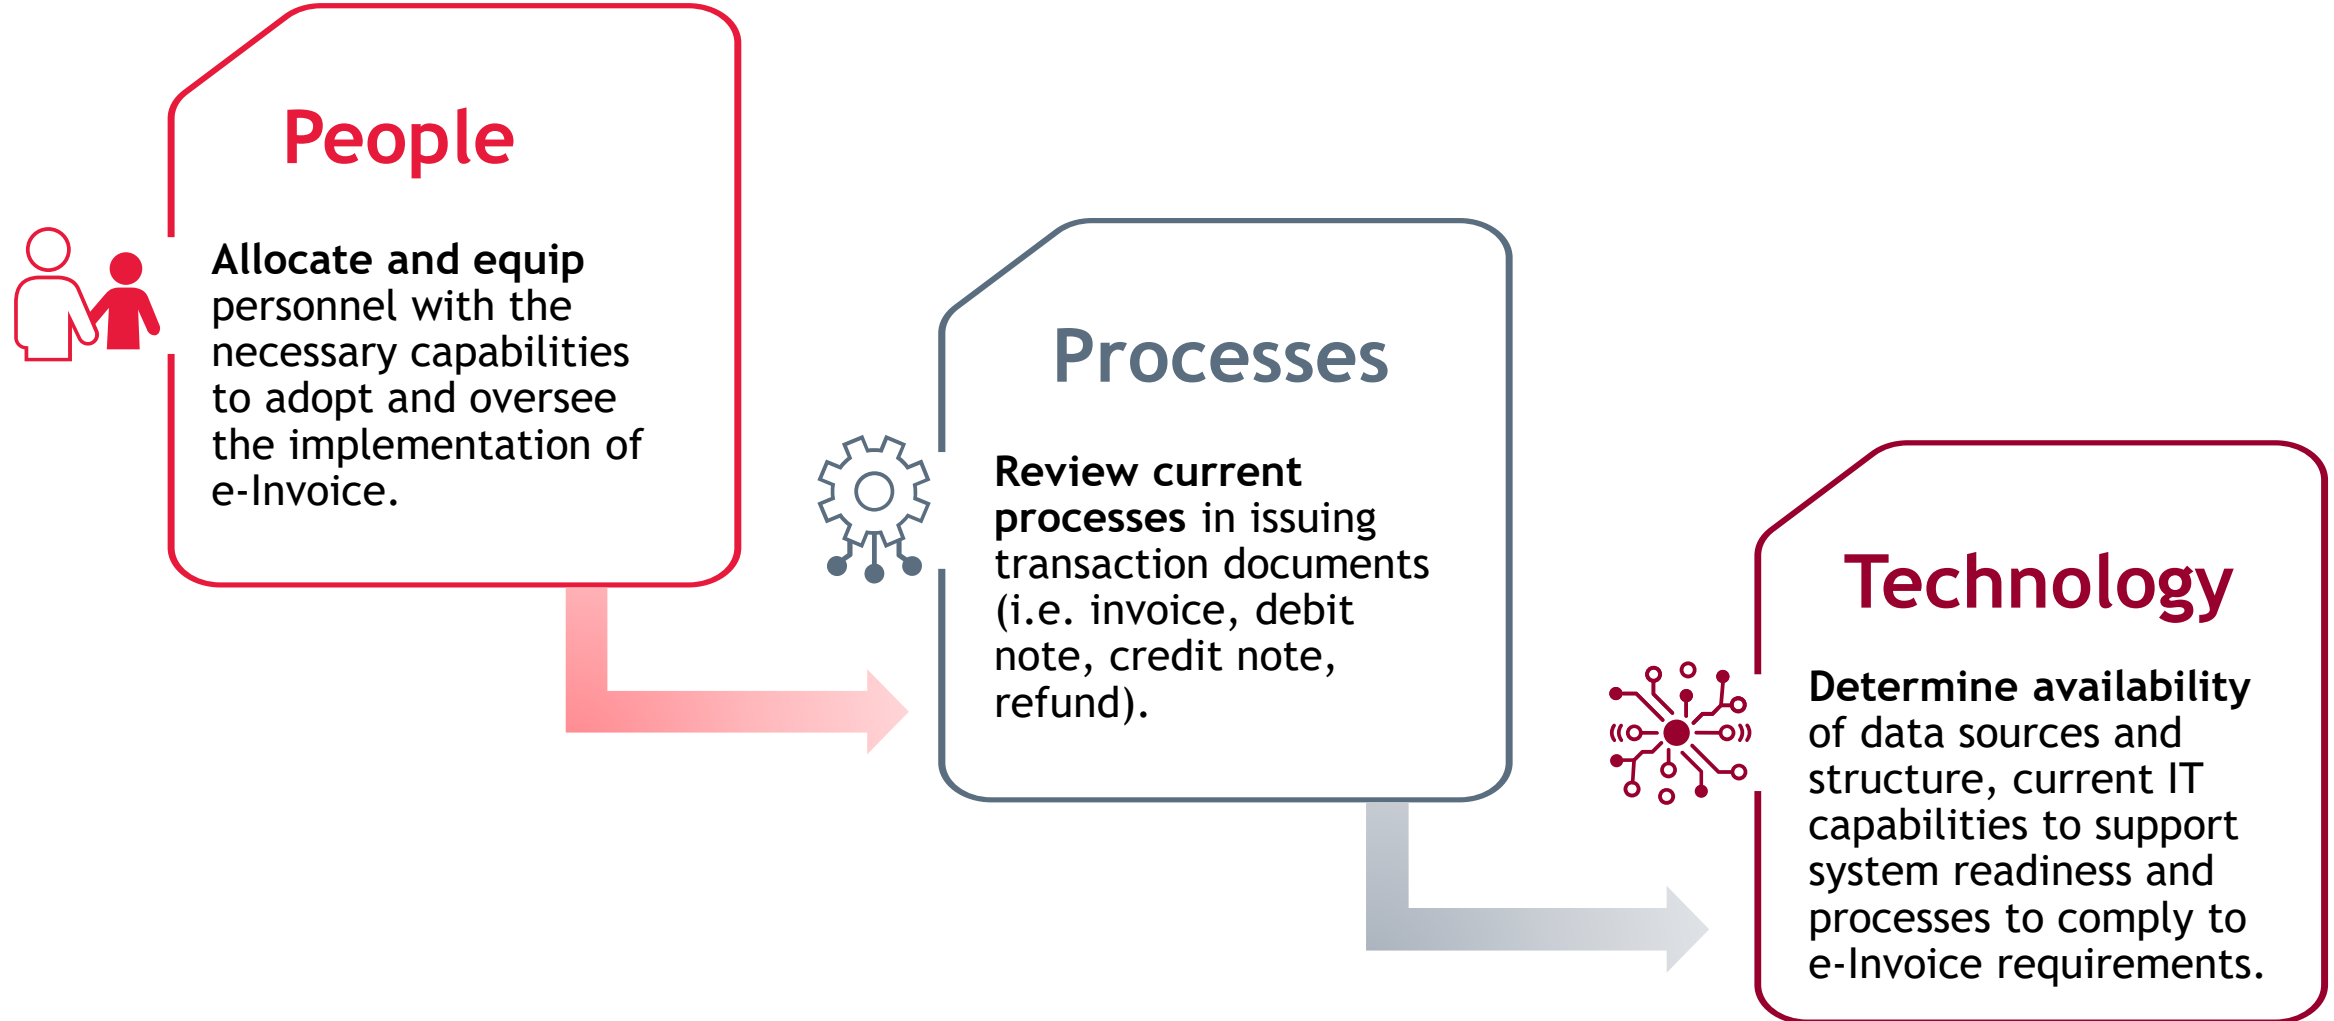 People
Allocate and equip
personnel with the
necessary capabilities
to adopt and oversee
the implementation of
e-Invoice.
Processes
Review current
processes in issuing
transaction documents
(i.e. invoice, debit
note, credit note,
refund).
Technology
Determine availability
of data sources and
structure, current IT
capabilities to support
system readiness and
processes to comply to
e-Invoice requirements.